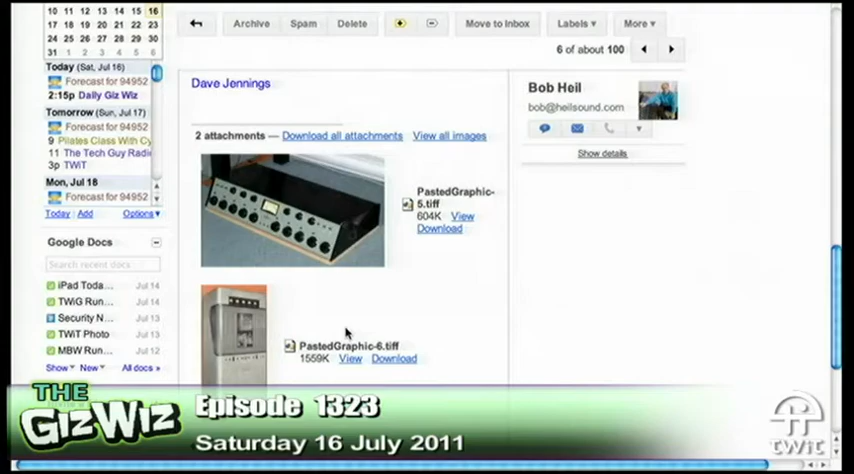 10 11 12 13 14 15 16
17 18 19 20 21 22 23
24 25 26 27 28 29 30
31 1 2 3 4 5 6
Today (Sat, Jul 16)
Forecast for 94952
2:15p Daily Giz Wiz
Tomorrow (Sun, Jul 17)
9 Pilates Class With Cy
11 The Tech Guy Radio
3p TWiT
Mon, Jul 18
Forecast for 94952
Today Add Options
Google Docs
Search recent docs
iPad Toda... Jul 14
TWiG Run... Jul 14
Security N... Jul 13
TWiT Photo Jul 13
MBW Run... Jul 12
Show New All docs »
Archive Spam Delete Move to Inbox Labels More
6 of about 100
Dave Jennings
2 attachments — Download all attachments View all images
PastedGraphic-
5.tiff
604K View
Download
PastedGraphic-6.tiff
1559K View Download
Bob Heil
bob@heilsound.com
Show details
THE
GIZWIZ
Episode 1323
Saturday 16 July 2011
twit